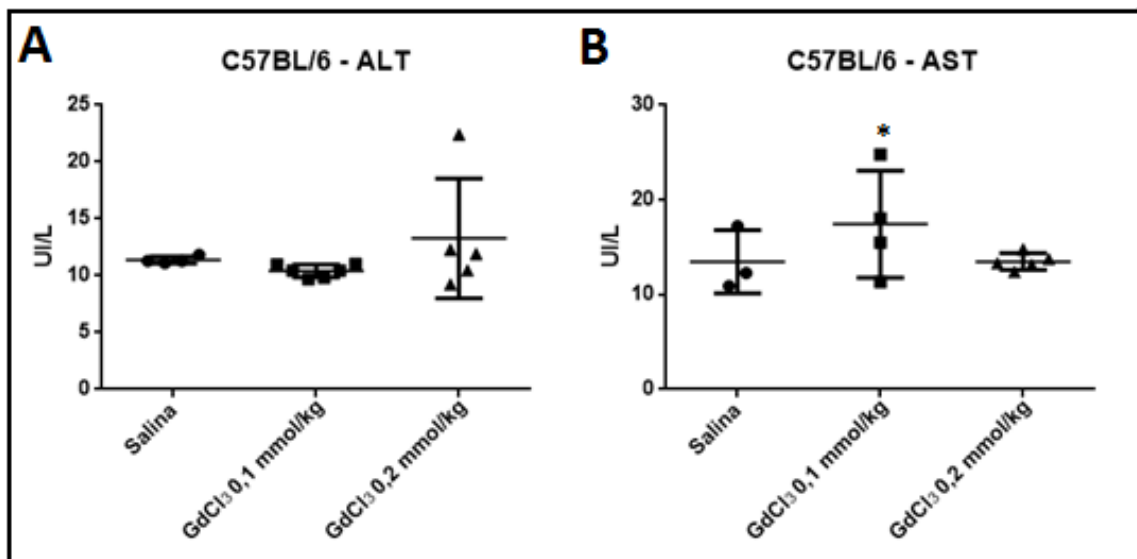 A
C57BL/6 - ALT
25
20
15
10
5
0
UI/L
Salina
GdCl₃ 0,1 mmol/kg
GdCl₃ 0,2 mmol/kg
B
C57BL/6 - AST
*
30
20
10
0
UI/L
Salina
GdCl₃ 0,1 mmol/kg
GdCl₃ 0,2 mmol/kg